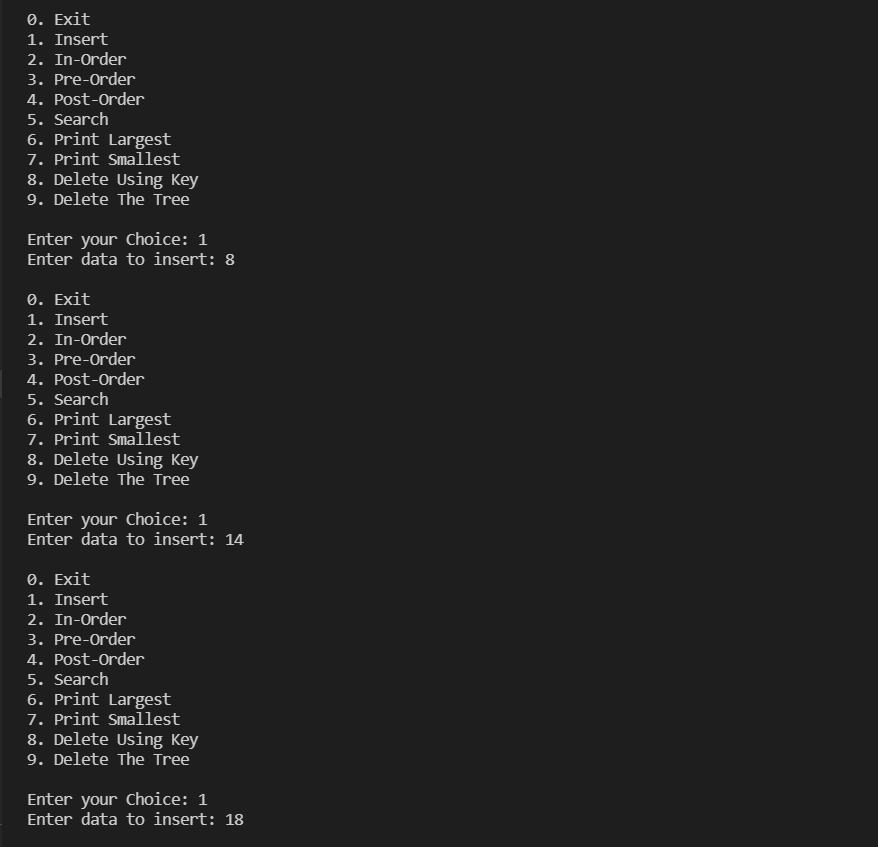 0. Exit
1. Insert
2. In-Order
3. Pre-Order
4. Post-Order
5. Search
6. Print Largest
7. Print Smallest
8. Delete Using Key
9. Delete The Tree
Enter your Choice: 1
Enter data to insert: 8
0. Exit
1. Insert
2. In-Order
3. Pre-Order
4. Post-Order
5. Search
6. Print Largest
7. Print Smallest
8. Delete Using Key
9. Delete The Tree
Enter your Choice: 1
Enter data to insert: 14
0. Exit
1. Insert
2. In-Order
3. Pre-Order
4. Post-Order
5. Search
6. Print Largest
7. Print Smallest
8. Delete Using Key
9. Delete The Tree
Enter your Choice: 1
Enter data to insert: 18